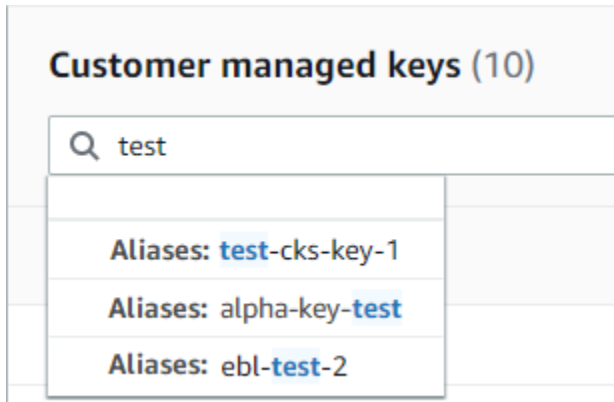 Customer managed keys (10)
test
Aliases: test-cks-key-1
Aliases: alpha-key-test
Aliases: ebl-test-2